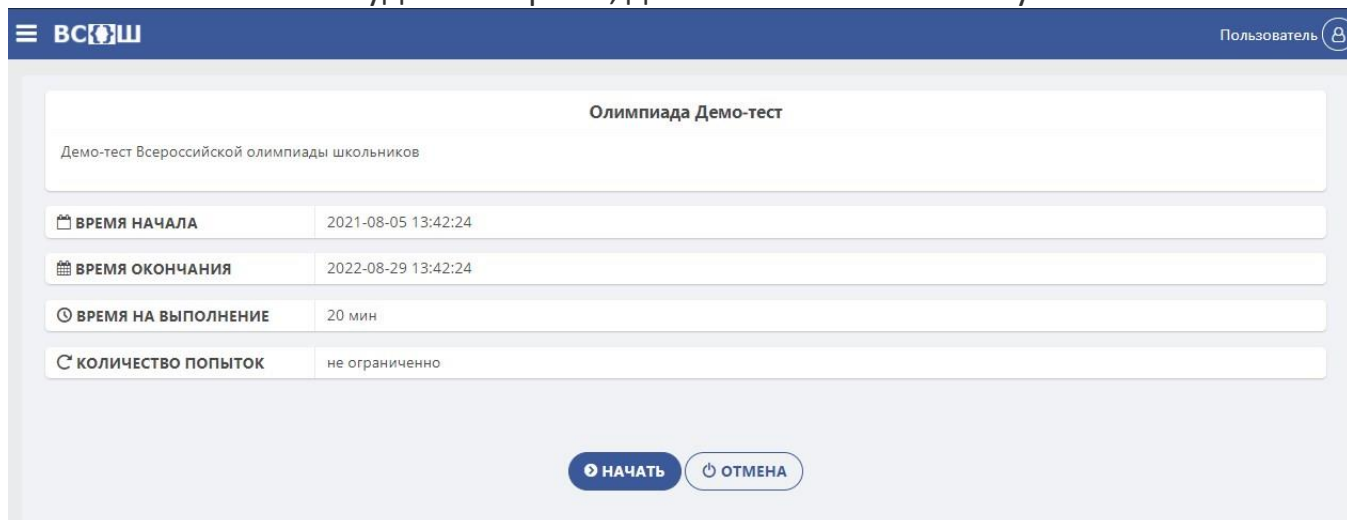 ВСОШ
Пользователь
Олимпиада Демо-тест
Демо-тест Всероссийской олимпиады школьников
ВРЕМЯ НАЧАЛА 2021-08-05 13:42:24
ВРЕМЯ ОКОНЧАНИЯ 2022-08-29 13:42:24
ВРЕМЯ НА ВЫПОЛНЕНИЕ 20 мин
КОЛИЧЕСТВО ПОПЫТОК не ограниченно
НАЧАТЬ ОТМЕНА